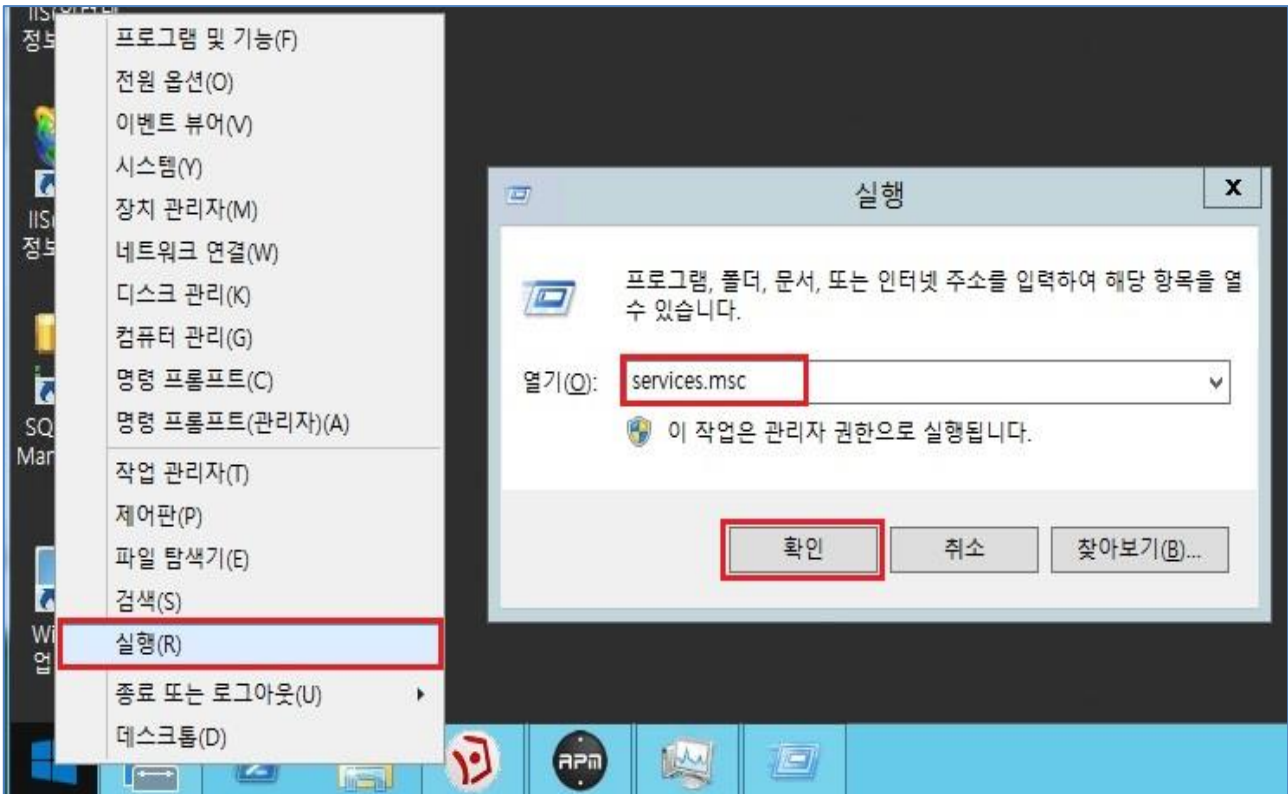 정보
프로그램 및 기능(F)
전원 옵션(O)
이벤트 뷰어(V)
시스템(Y)
장치 관리자(M)
네트워크 연결(W)
디스크 관리(K)
컴퓨터 관리(G)
명령 프롬프트(C)
명령 프롬프트(관리자)(A)
작업 관리자(T)
제어판(P)
파일 탐색기(E)
검색(S)
실행(R)
종료 또는 로그아웃(U)
데스크톱(D)
실행
x
프로그램, 폴더, 문서, 또는 인터넷 주소를 입력하여 해당 항목을 열
수 있습니다.
열기(O):
services.msc
이 작업은 관리자 권한으로 실행됩니다.
확인
취소
찾아보기(B)...
APM